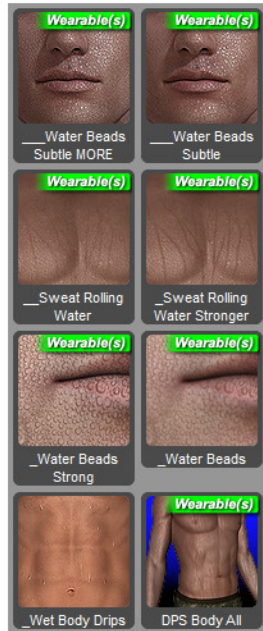 Wearable(s) Wearable(s)
___Water Beads ___Water Beads
Subtle MORE Subtle
Wearable(s) Wearable(s)
__Sweat Rolling _Sweat Rolling
Water Water Stronger
Wearable(s) Wearable(s)
_Water Beads _Water Beads
Strong
Wearable(s)
_Wet Body Drips DPS Body All